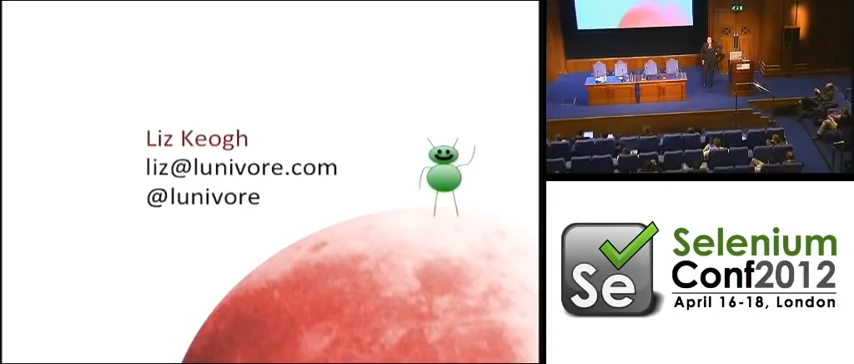 Liz Keogh
liz@lunivore.com
@lunivore
Se
Selenium
Conf2012
April 16-18, London